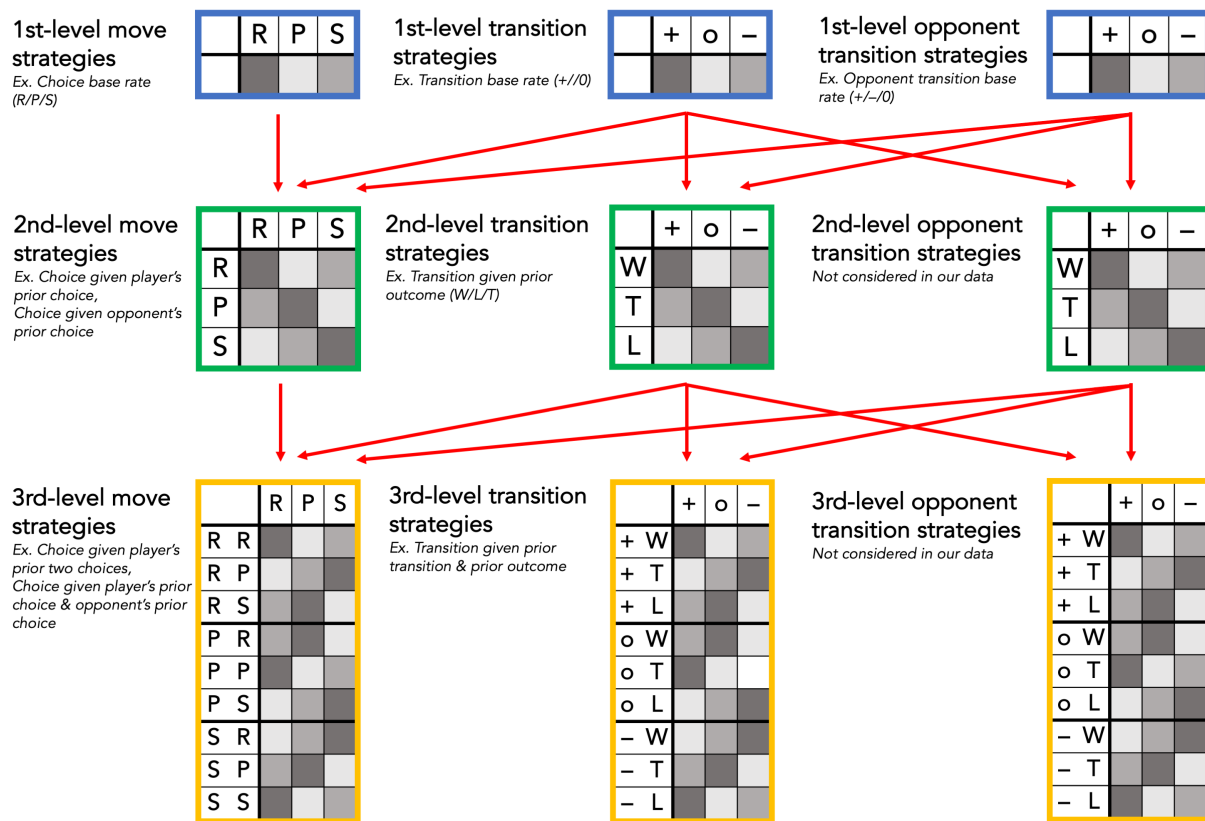 1st-level move
strategies
Ex. Choice base rate
(R/P/S)
R P S
1st-level transition
strategies
Ex. Transition base rate (+//0)
+ o –
1st-level opponent
transition strategies
Ex. Opponent transition base
rate (+/–/0)
+ o –
2nd-level move
strategies
Ex. Choice given player's
prior choice,
Choice given opponent's
prior choice
R P S
R
P
S
2nd-level transition
strategies
Ex. Transition given prior
outcome (W/L/T)
+ o –
W
T
L
2nd-level opponent
transition strategies
Not considered in our data
+ o –
W
T
L
3rd-level move
strategies
Ex. Choice given player's
prior two choices,
Choice given player's prior
choice & opponent's prior
choice
R P S
R R
R P
R S
P R
P P
P S
S R
S P
S S
3rd-level transition
strategies
Ex. Transition given prior
transition & prior outcome
+ o –
+ W
+ T
+ L
o W
o T
o L
– W
– T
– L
3rd-level opponent
transition strategies
Not considered in our data
+ o –
+ W
+ T
+ L
o W
o T
o L
– W
– T
– L